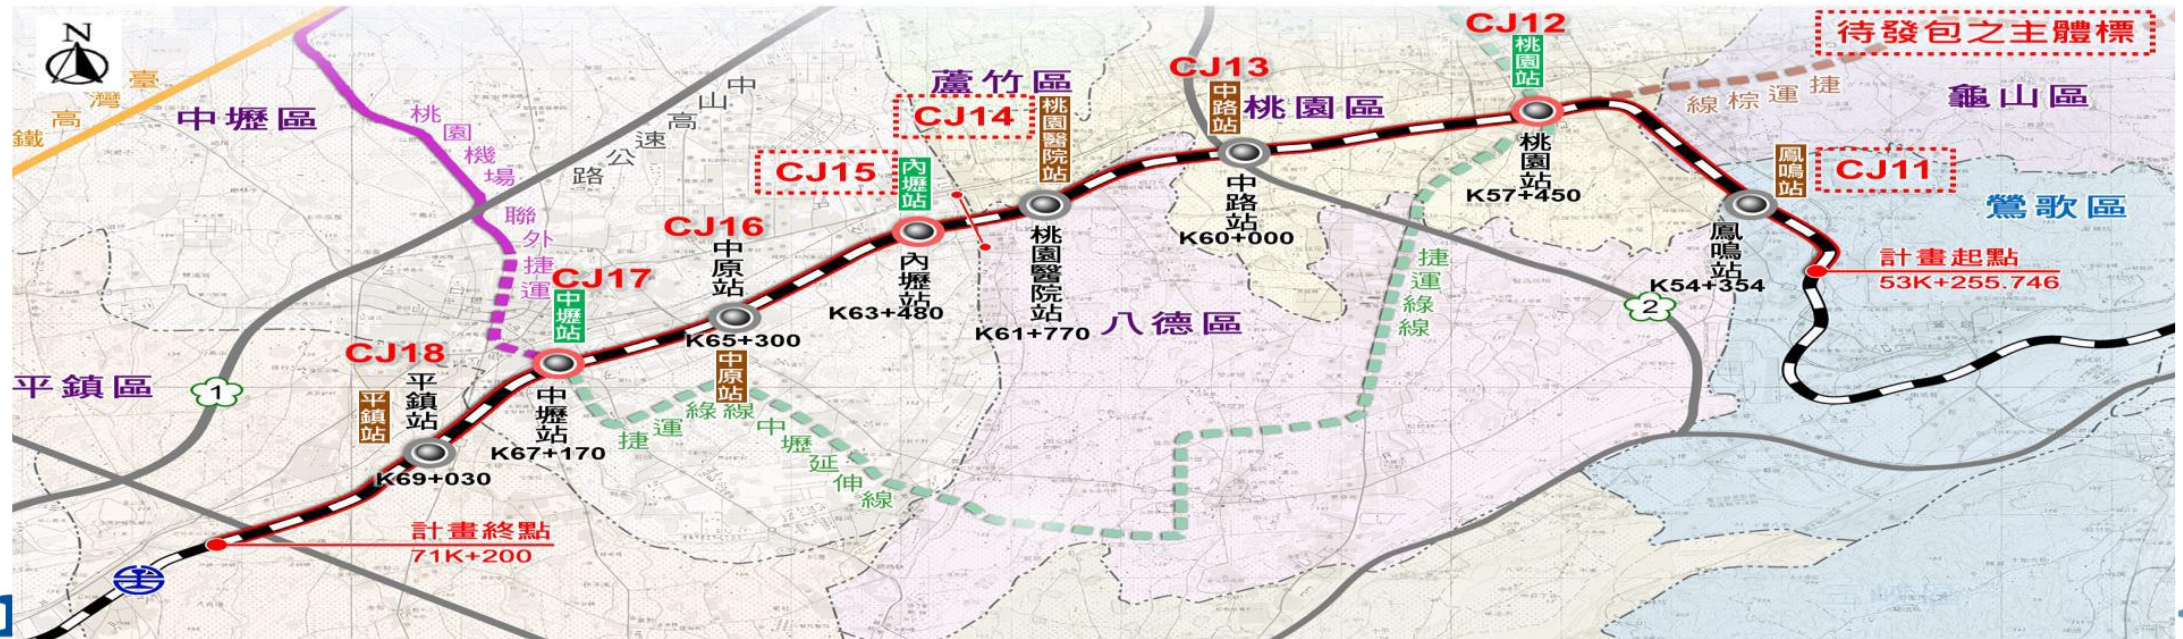 N
臺灣高鐵
中壢區
桃園機場聯外捷運
中山高速公路
蘆竹區
CJ14
桃園醫院站
CJ15
內壢站
CJ13
中路站
桃園區
CJ12
桃園站
待發包之主體標
捷運棕線
龜山區
鳳鳴站
CJ11
鶯歌區
桃園站
K57+450
中路站
K60+000
鳳鳴站
K54+354
計畫起點
53K+255.746
2
捷運綠線
桃園醫院站
K61+770
八德區
內壢站
K63+480
CJ16
中原站
K65+300
中原站
CJ17
中壢站
中壢站
K67+170
捷運綠線中壢延伸線
CJ18
平鎮站
平鎮站
K69+030
平鎮區
1
計畫終點
71K+200